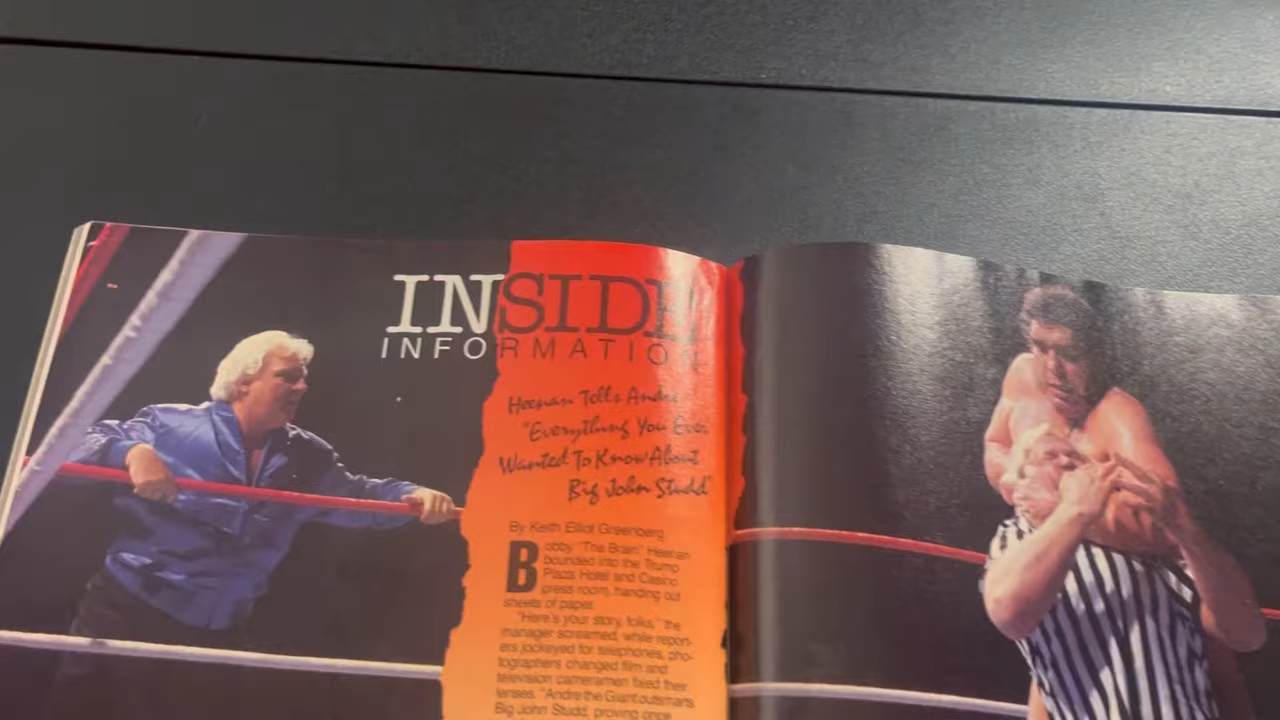 INSIDE
INFORMATION
Heenan Tells Andre
"Everything You Ever
Wanted To Know About
Big John Studd"
By Keith Elliot Greenberg
Bobby "The Brain" Heenan
bounded into the Trump
Plaza Hotel and Casino
press room, handing out
sheets of paper.
"Here's your story, folks," the
manager screamed, while report-
ers jockeyed for telephones, pho-
tographers changed film and
television cameramen fixed their
lenses. "Andre the Giant outsmarts
Big John Studd, proving once